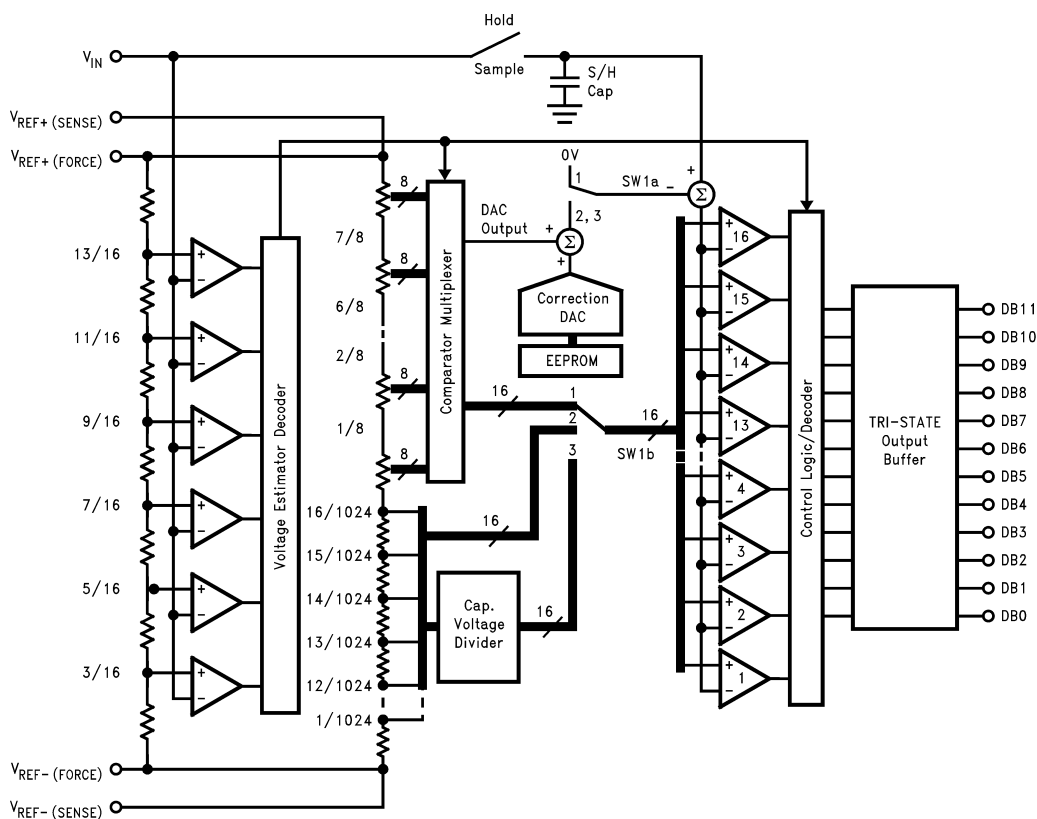 Hold
Sample
S/H
Cap
VIN
VREF+ (SENSE)
VREF+ (FORCE)
0V
1
SW1a
+
−
Σ
2, 3
DAC
Output
+
Σ
+
Correction
DAC
EEPROM
8
7/8
8
6/8
2/8
8
1/8
8
Comparator Multiplexer
13/16
+
−
11/16
+
−
9/16
+
−
7/16
+
−
5/16
+
−
3/16
+
−
Voltage Estimator Decoder
16/1024
15/1024
14/1024
13/1024
12/1024
1/1024
16
1
2
3
SW1b
16
16
Cap.
Voltage
Divider
16
+
−
16
+
−
15
+
−
14
+
−
13
+
−
4
+
−
3
+
−
2
+
−
1
Control Logic/Decoder
TRI-STATE
Output
Buffer
DB11
DB10
DB9
DB8
DB7
DB6
DB5
DB4
DB3
DB2
DB1
DB0
VREF− (FORCE)
VREF− (SENSE)